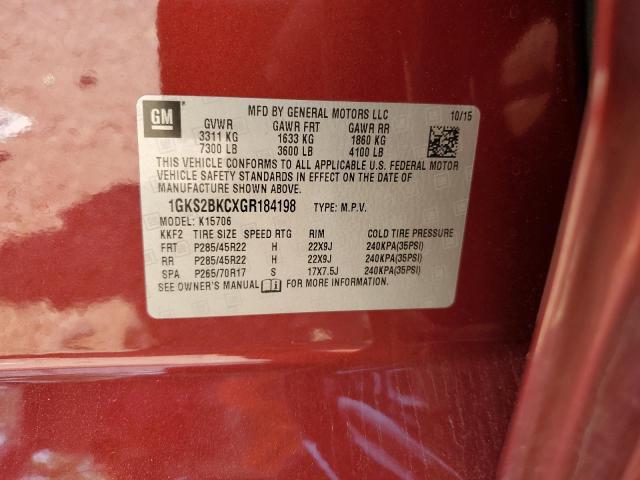 GM
MFD BY GENERAL MOTORS LLC 10/15
GVWR GAWR FRT GAWR RR
3311 KG 1633 KG 1860 KG
7300 LB 3600 LB 4100 LB
THIS VEHICLE CONFORMS TO ALL APPLICABLE U.S. FEDERAL MOTOR
VEHICLE SAFETY STANDARDS IN EFFECT ON THE DATE OF
MANUFACTURE SHOWN ABOVE.
1GKS2BKCXGR184198 TYPE: M.P.V.
MODEL: K15706
KKF2 TIRE SIZE SPEED RTG RIM COLD TIRE PRESSURE
FRT P285/45R22 H 22X9J 240KPA(35PSI)
RR P285/45R22 H 22X9J 240KPA(35PSI)
SPA P265/70R17 S 17X7.5J 240KPA(35PSI)
SEE OWNER'S MANUAL FOR MORE INFORMATION.